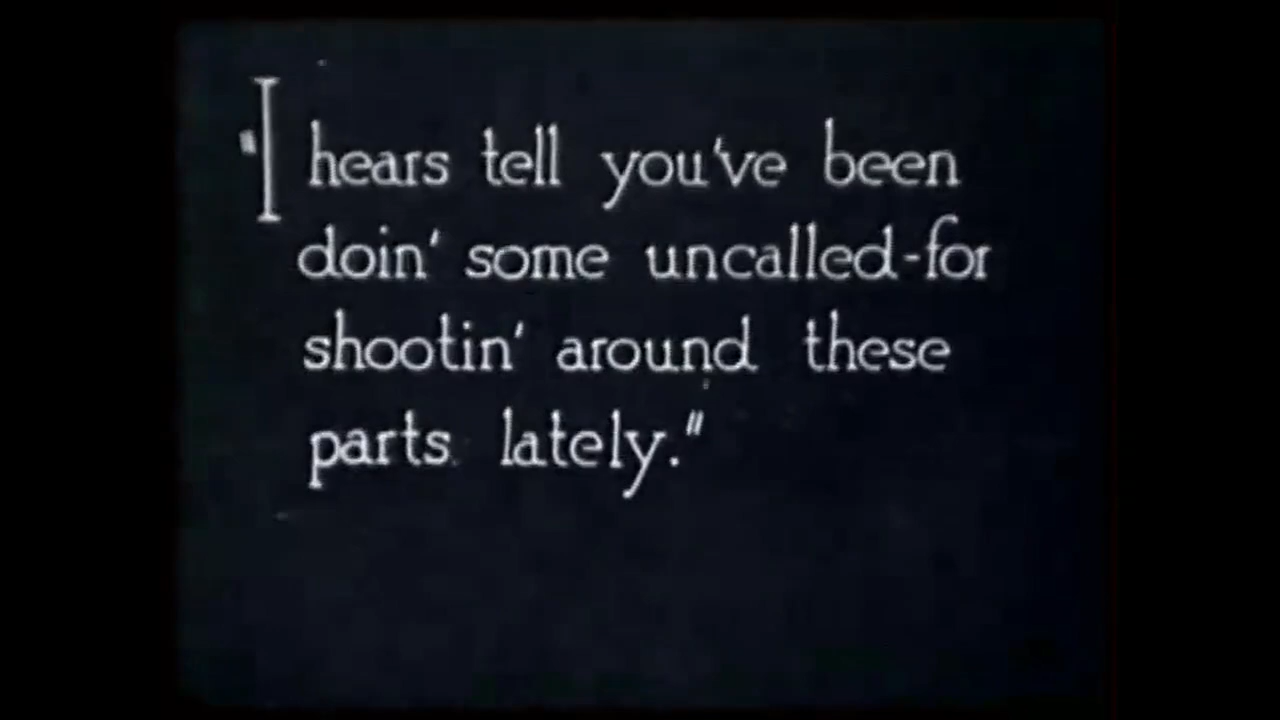 "I hears tell you've been
doin' some uncalled-for
shootin' around these
parts lately."